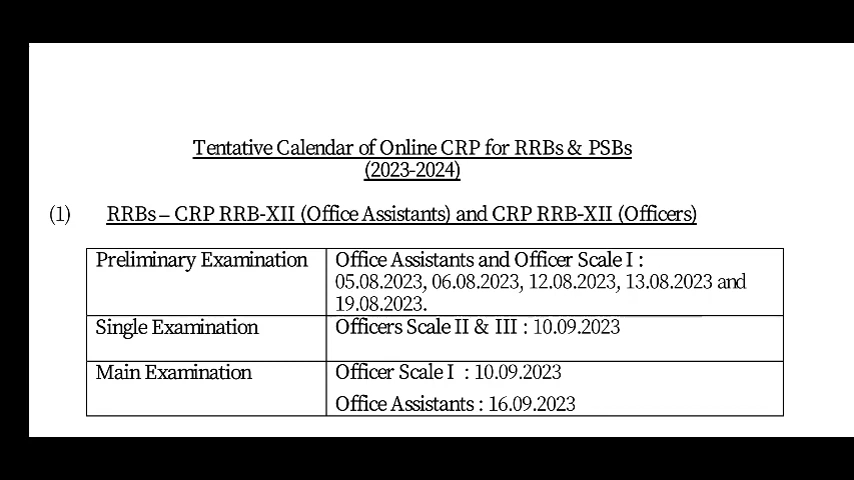 Tentative Calendar of Online CRP for RRBs & PSBs
(2023-2024)
(1) RRBs – CRP RRB-XII (Office Assistants) and CRP RRB-XII (Officers)
Preliminary Examination
Office Assistants and Officer Scale I :
05.08.2023, 06.08.2023, 12.08.2023, 13.08.2023 and
19.08.2023.
Single Examination
Officers Scale II & III : 10.09.2023
Main Examination
Officer Scale I : 10.09.2023
Office Assistants : 16.09.2023